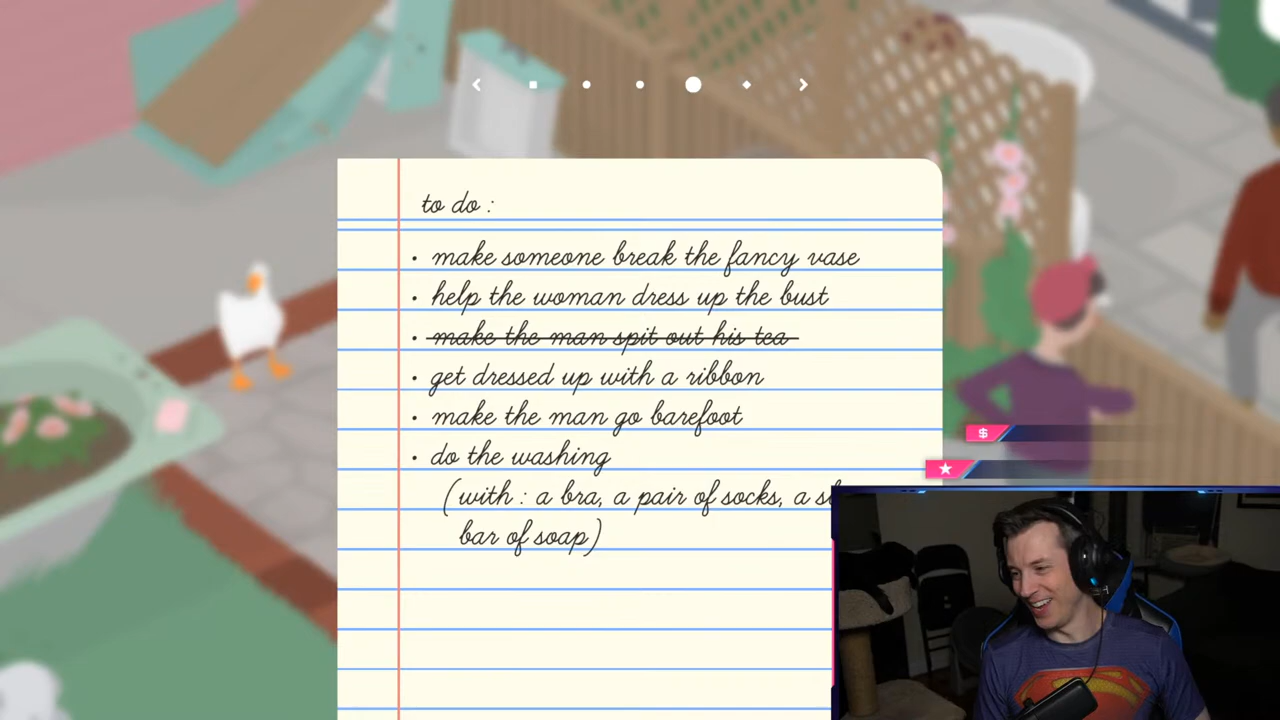 to do :
• make someone break the fancy vase
• help the woman dress up the bust
• make the man spit out his tea
• get dressed up with a ribbon
• make the man go barefoot
• do the washing
(with : a bra, a pair of socks, a
bar of soap)
$